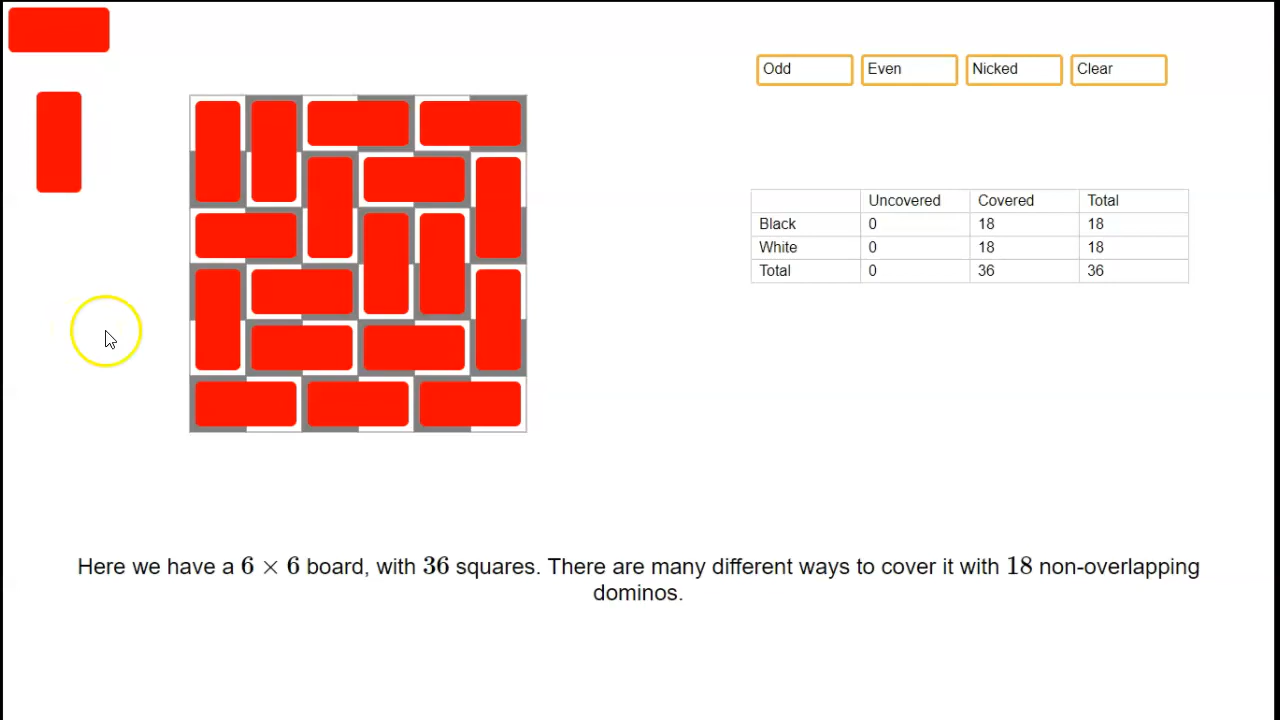 Odd Even Nicked Clear
Uncovered Covered Total
Black 0 18 18
White 0 18 18
Total 0 36 36
Here we have a 6 × 6 board, with 36 squares. There are many different ways to cover it with 18 non-overlapping
dominos.